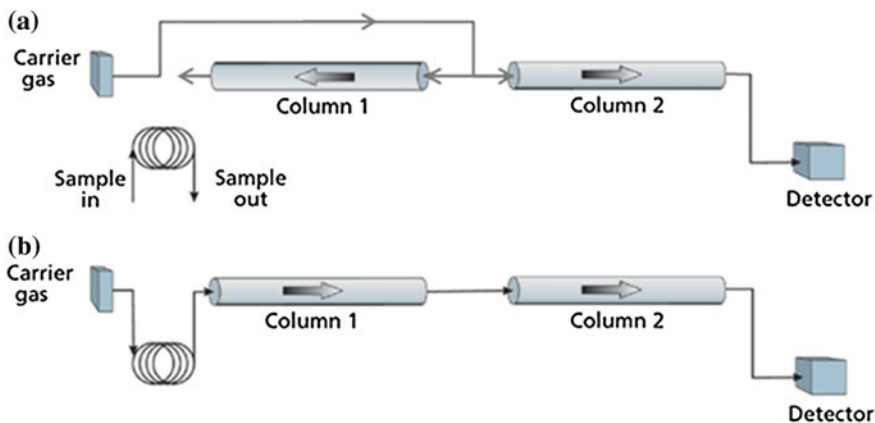 (a)
Carrier
gas
Column 1
Column 2
Sample
in
Sample
out
Detector
(b)
Carrier
gas
Column 1
Column 2
Detector